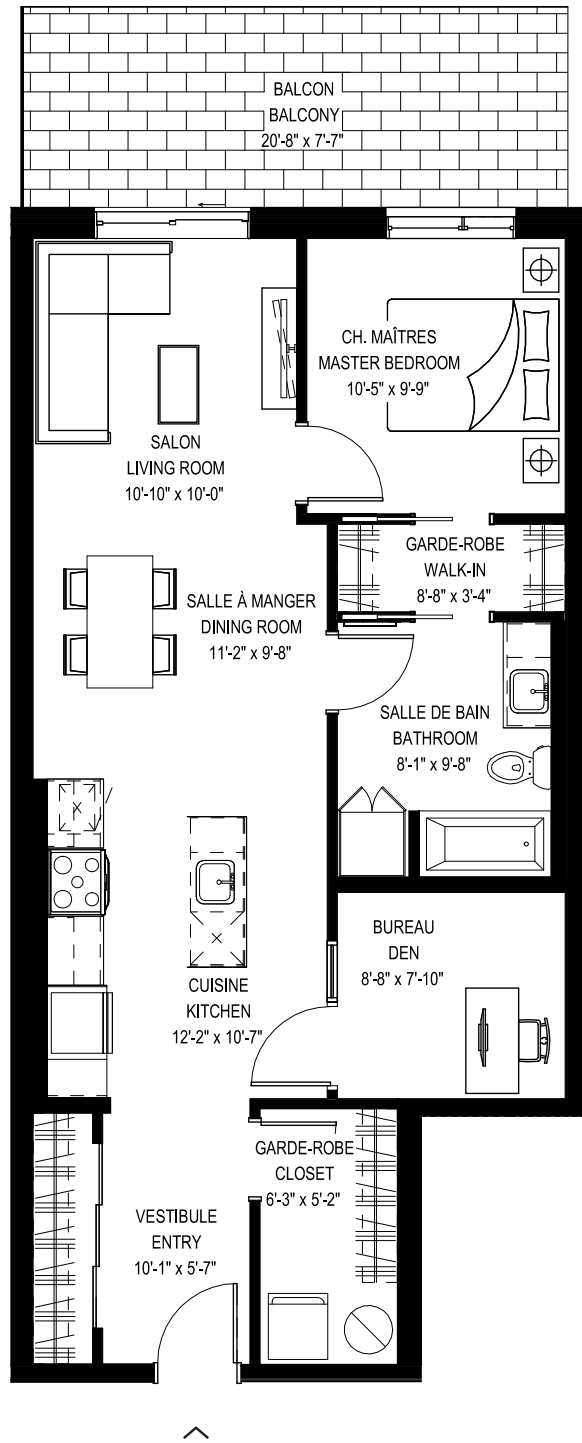 BALCON
BALCONY
20'-8" x 7'-7"
CH. MAÎTRES
MASTER BEDROOM
10'-5" x 9'-9"
SALON
LIVING ROOM
10'-10" x 10'-0"
GARDE-ROBE
WALK-IN
8'-8" x 3'-4"
SALLE À MANGER
DINING ROOM
11'-2" x 9'-8"
SALLE DE BAIN
BATHROOM
8'-1" x 9'-8"
BUREAU
DEN
8'-8" x 7'-10"
CUISINE
KITCHEN
12'-2" x 10'-7"
GARDE-ROBE
CLOSET
6'-3" x 5'-2"
VESTIBULE
ENTRY
10'-1" x 5'-7"